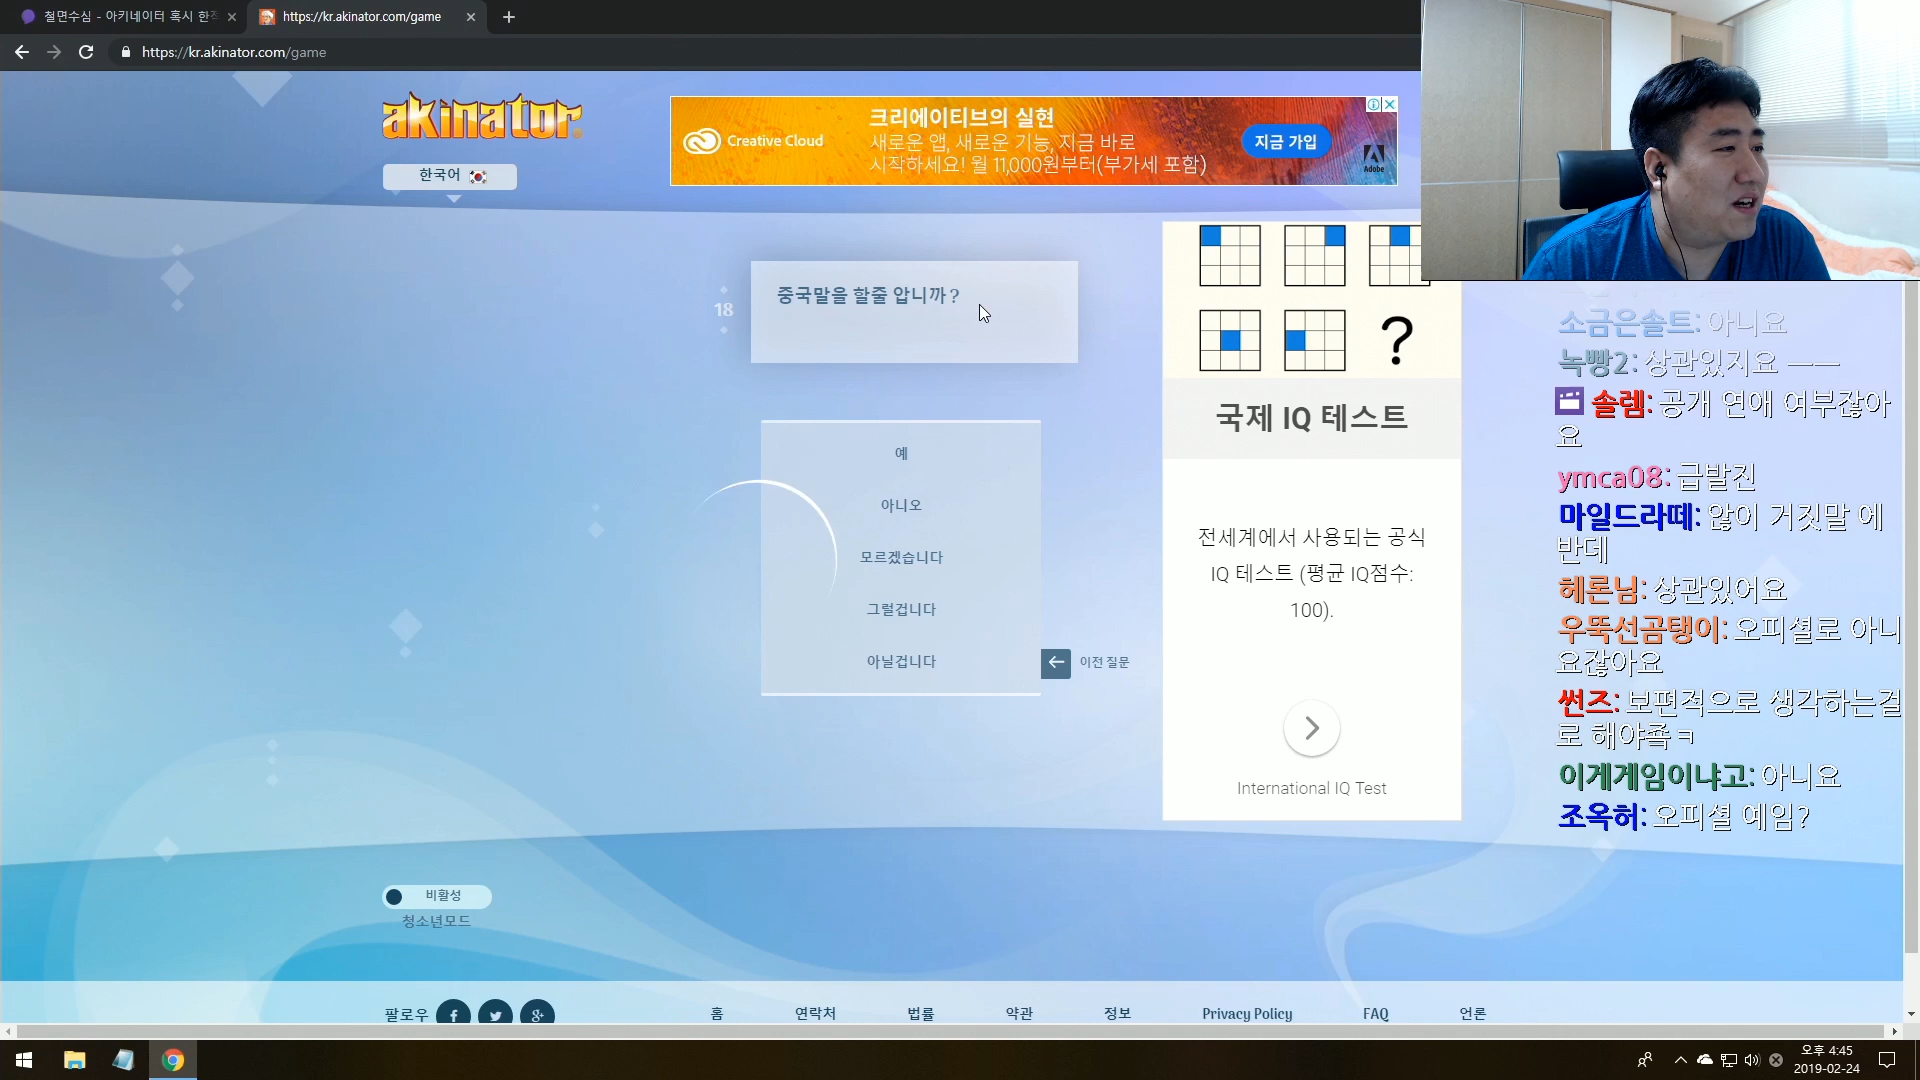 철면수심 - 아키네이터 혹시 한적
https://kr.akinator.com/game
https://kr.akinator.com/game
akinator
한국어
Creative Cloud
크리에이티브의 실현
새로운 앱, 새로운 기능, 지금 바로
시작하세요! 월 11,000원부터(부가세 포함)
지금 가입
Adobe
18
중국말을 할줄 압니까 ?
예
아니오
모르겠습니다
그럴겁니다
아닐겁니다
이전 질문
?
국제 IQ 테스트
전세계에서 사용되는 공식
IQ 테스트 (평균 IQ점수:
100).
International IQ Test
소금은솔트: 아니요
녹빵2: 상관있지요 ㅡㅡ
솔렘: 공개 연애 여부잖아
요
ymca08: 급발진
마일드라떼: 않이 거짓말 에
반데
헤론님: 상관있어요
우뚝선곰탱이: 오피셜로 아니
요잖아요
썬즈: 보편적으로 생각하는걸
로 해야죸ㅋ
이게게임이냐고: 아니요
조옥허: 오피셜 예임?
비활성
청소년모드
팔로우
홈
연락처
법률
약관
정보
Privacy Policy
FAQ
언론
오후 4:45
2019-02-24